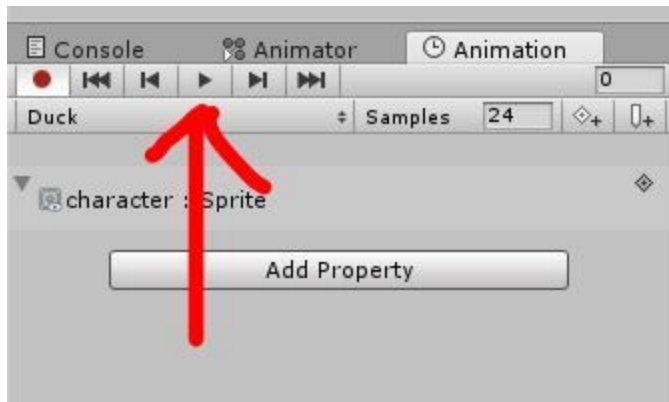 Console Animator Animation
0
Duck Samples 24
character : Sprite
Add Property